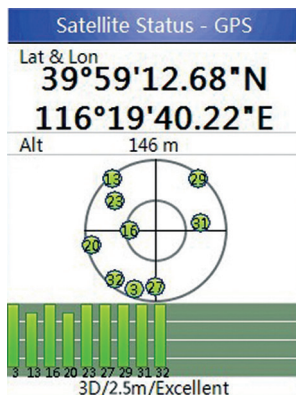 Satellite Status - GPS
Lat & Lon
39°59'12.68"N
116°19'40.22"E
Alt 146 m
13 29
23
31
16
20
32 3 27
3 13 16 20 23 27 29 31 32
3D/2.5m/Excellent